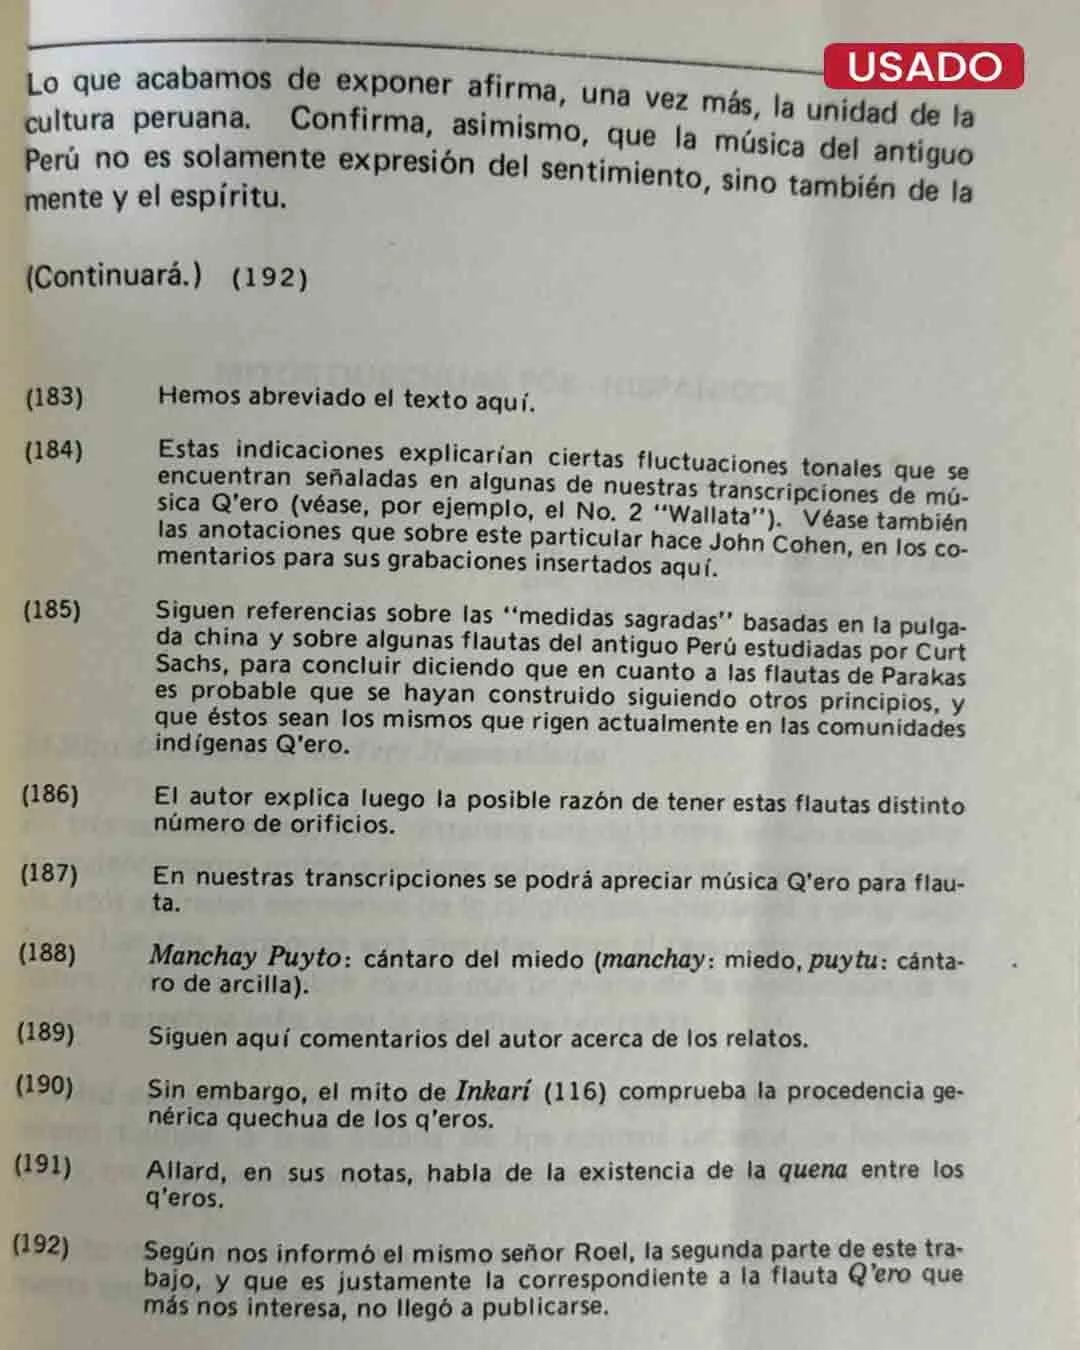 USADO
Lo que acabamos de exponer afirma, una vez más, la unidad de la
cultura peruana. Confirma, asimismo, que la música del antiguo
Perú no es solamente expresión del sentimiento, sino también de la
mente y el espíritu.
(Continuará.) (192)
(183) Hemos abreviado el texto aquí.
(184) Estas indicaciones explicarían ciertas fluctuaciones tonales que se
encuentran señaladas en algunas de nuestras transcripciones de mú-
sica Q'ero (véase, por ejemplo, el No. 2 "Wallata"). Véase también
las anotaciones que sobre este particular hace John Cohen, en los co-
mentarios para sus grabaciones insertados aquí.
(185) Siguen referencias sobre las "medidas sagradas" basadas en la pulga-
da china y sobre algunas flautas del antiguo Perú estudiadas por Curt
Sachs, para concluir diciendo que en cuanto a las flautas de Parakas
es probable que se hayan construido siguiendo otros principios, y
que éstos sean los mismos que rigen actualmente en las comunidades
indígenas Q'ero.
(186) El autor explica luego la posible razón de tener estas flautas distinto
número de orificios.
(187) En nuestras transcripciones se podrá apreciar música Q'ero para flau-
ta.
(188) Manchay Puyto: cántaro del miedo (manchay: miedo, puytu: cánta-
ro de arcilla).
(189) Siguen aquí comentarios del autor acerca de los relatos.
(190) Sin embargo, el mito de Inkarí (116) comprueba la procedencia ge-
nérica quechua de los q'eros.
(191) Allard, en sus notas, habla de la existencia de la quena entre los
q'eros.
(192) Según nos informó el mismo señor Roel, la segunda parte de este tra-
bajo, y que es justamente la correspondiente a la flauta Q'ero que
más nos interesa, no llegó a publicarse.